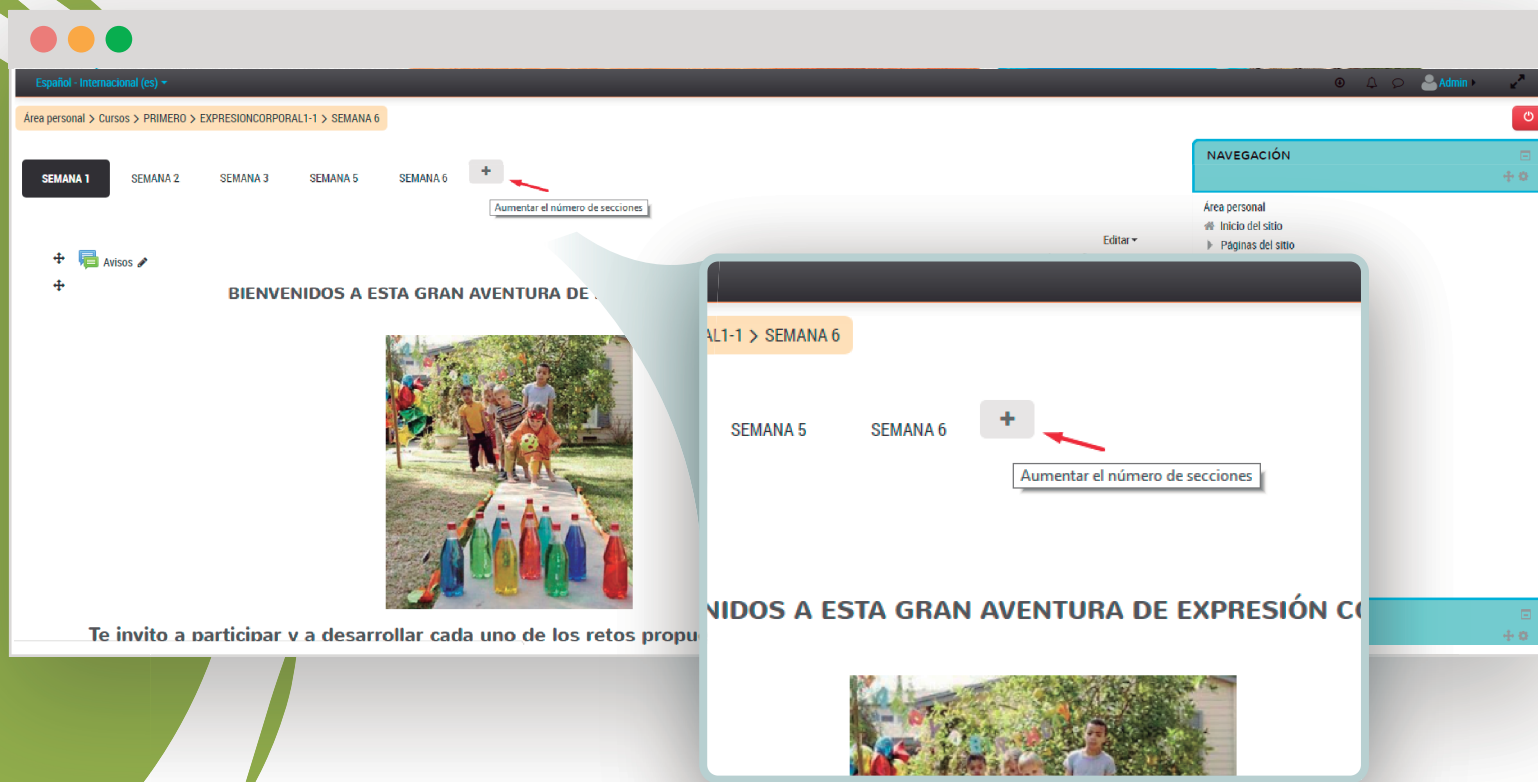 Español - Internacional (es)
Admin
Área personal > Cursos > PRIMERO > EXPRESIONCORPORAL1-1 > SEMANA 6
NAVEGACIÓN
SEMANA 1 SEMANA 2 SEMANA 3 SEMANA 5 SEMANA 6 +
Aumentar el número de secciones
Área personal
Inicio del sitio
Páginas del sitio
Editar
Avisos
BIENVENIDOS A ESTA GRAN AVENTURA DE
AL1-1 > SEMANA 6
SEMANA 5 SEMANA 6 +
Aumentar el número de secciones
NIDOS A ESTA GRAN AVENTURA DE EXPRESIÓN CO
Te invito a participar y a desarrollar cada uno de los retos propu